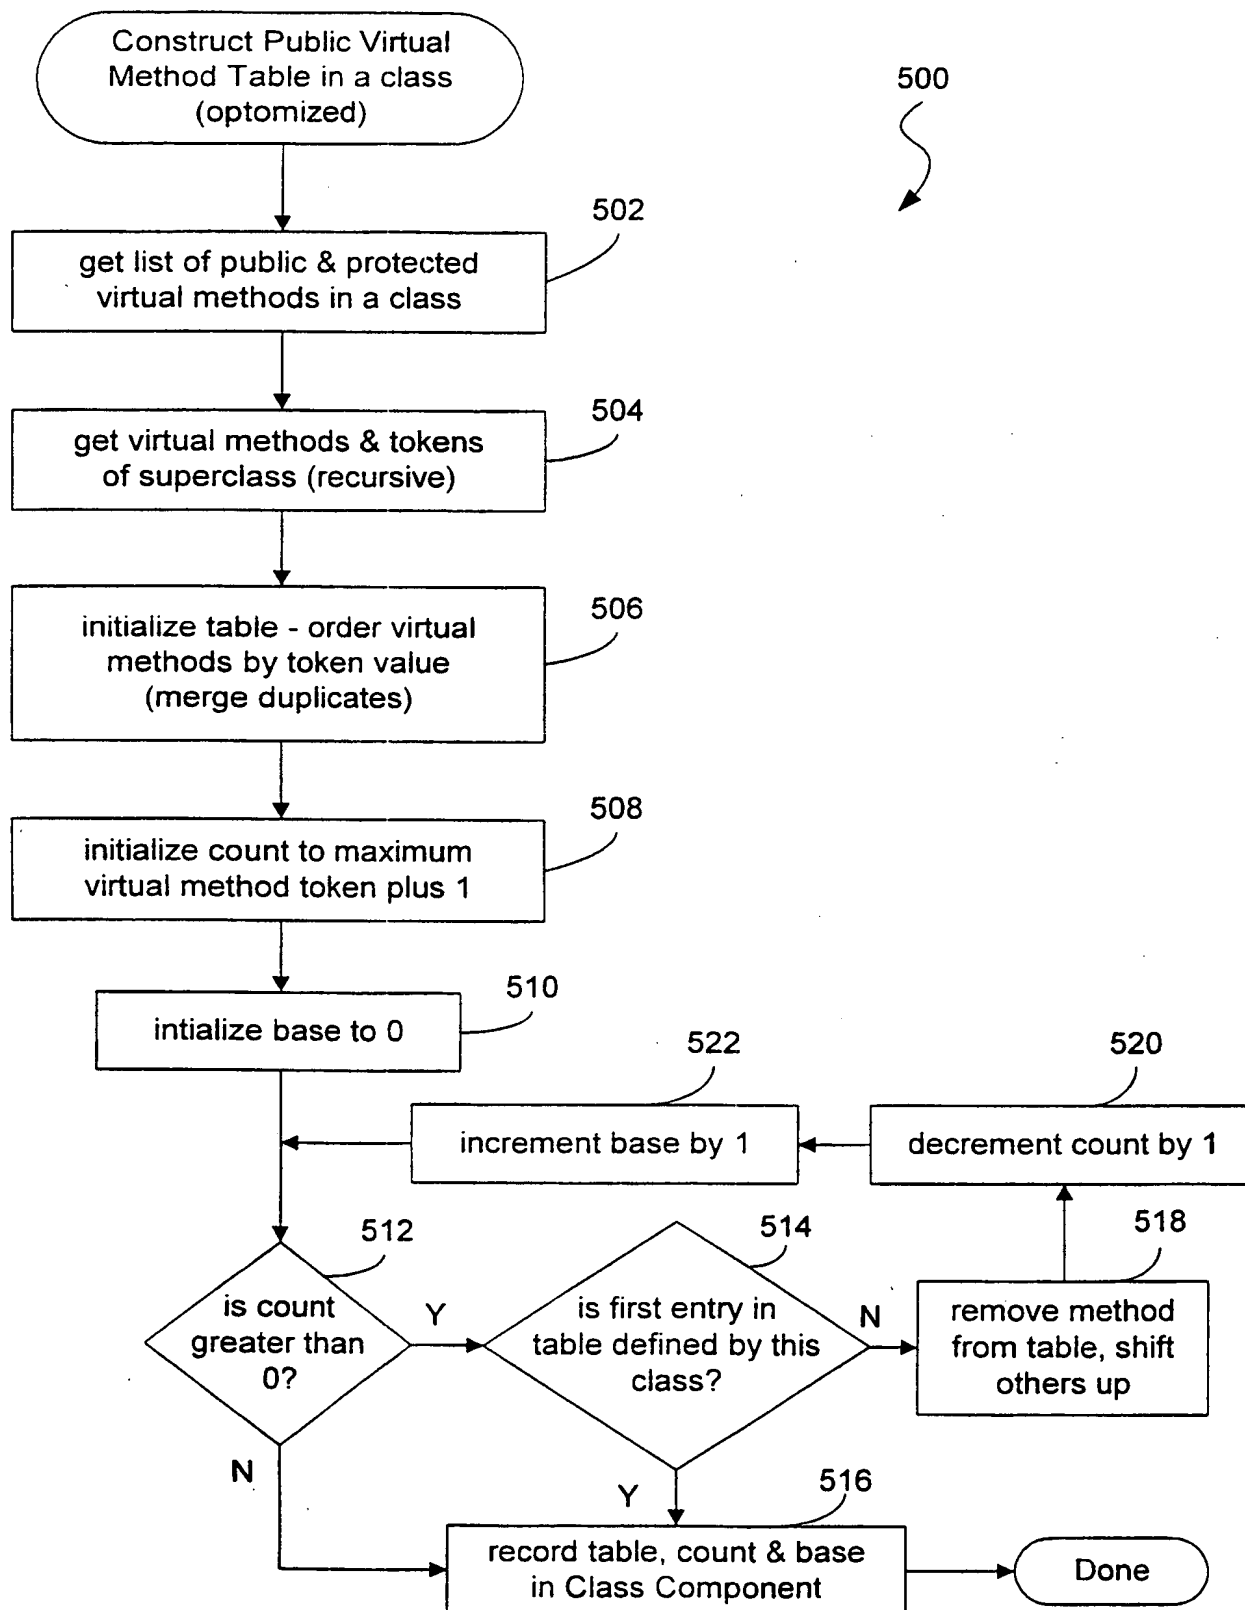 Construct Public Virtual
Method Table in a class
(optomized)
500
502
get list of public & protected
virtual methods in a class
504
get virtual methods & tokens
of superclass (recursive)
506
initialize table - order virtual
methods by token value
(merge duplicates)
508
initialize count to maximum
virtual method token plus 1
510
intialize base to 0
522
increment base by 1
520
decrement count by 1
512
is count
greater than
0?
Y
N
514
is first entry in
table defined by this
class?
N
Y
518
remove method
from table, shift
others up
516
record table, count & base
in Class Component
Done